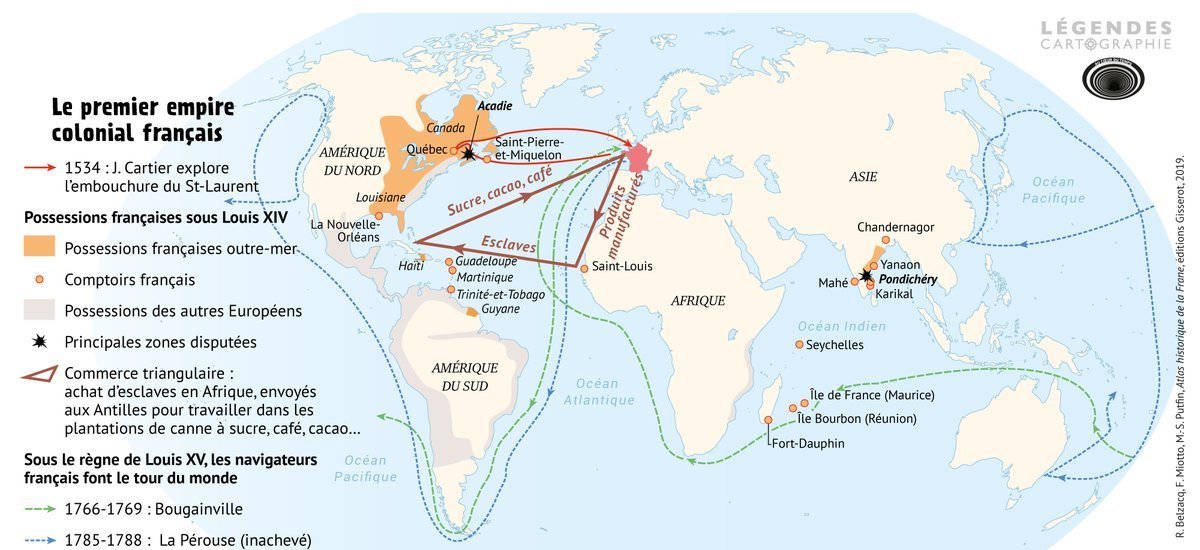 LÉGENDES
CARTOGRAPHIE
AU CŒUR DU TEMPS
Le premier empire
colonial français
1534 : J. Cartier explore
l'embouchure du St-Laurent
Possessions françaises sous Louis XIV
Possessions françaises outre-mer
Comptoirs français
Possessions des autres Européens
Principales zones disputées
Commerce triangulaire :
achat d'esclaves en Afrique, envoyés
aux Antilles pour travailler dans les
plantations de canne à sucre, café, cacao...
Sous le règne de Louis XV, les navigateurs
français font le tour du monde
1766-1769 : Bougainville
1785-1788 : La Pérouse (inachevé)
Acadie
Canada
Québec
Saint-Pierre-
et-Miquelon
AMÉRIQUE
DU NORD
Louisiane
La Nouvelle-
Orléans
Sucre, cacao, café
Produits
manufacturés
Esclaves
Haïti
Guadeloupe
Martinique
Trinité-et-Tobago
Guyane
Saint-Louis
AMÉRIQUE
DU SUD
AFRIQUE
ASIE
Océan
Pacifique
Chandernagor
Yanaon
Pondichéry
Mahé
Karikal
Océan Indien
Seychelles
Île de France (Maurice)
Île Bourbon (Réunion)
Fort-Dauphin
Océan
Atlantique
Océan
Pacifique
R. Belzacq, F. Miotto, M.-S. Putfin, Atlas historique de la Frane, éditions Gisserot, 2019.